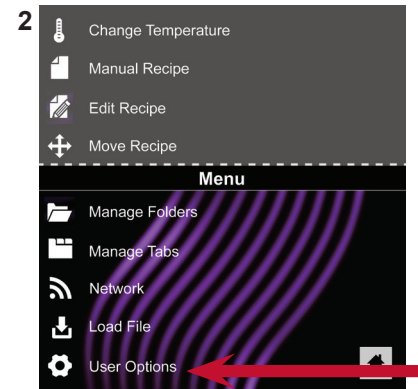 2
Change Temperature
Manual Recipe
Edit Recipe
Move Recipe
Menu
Manage Folders
Manage Tabs
Network
Load File
User Options